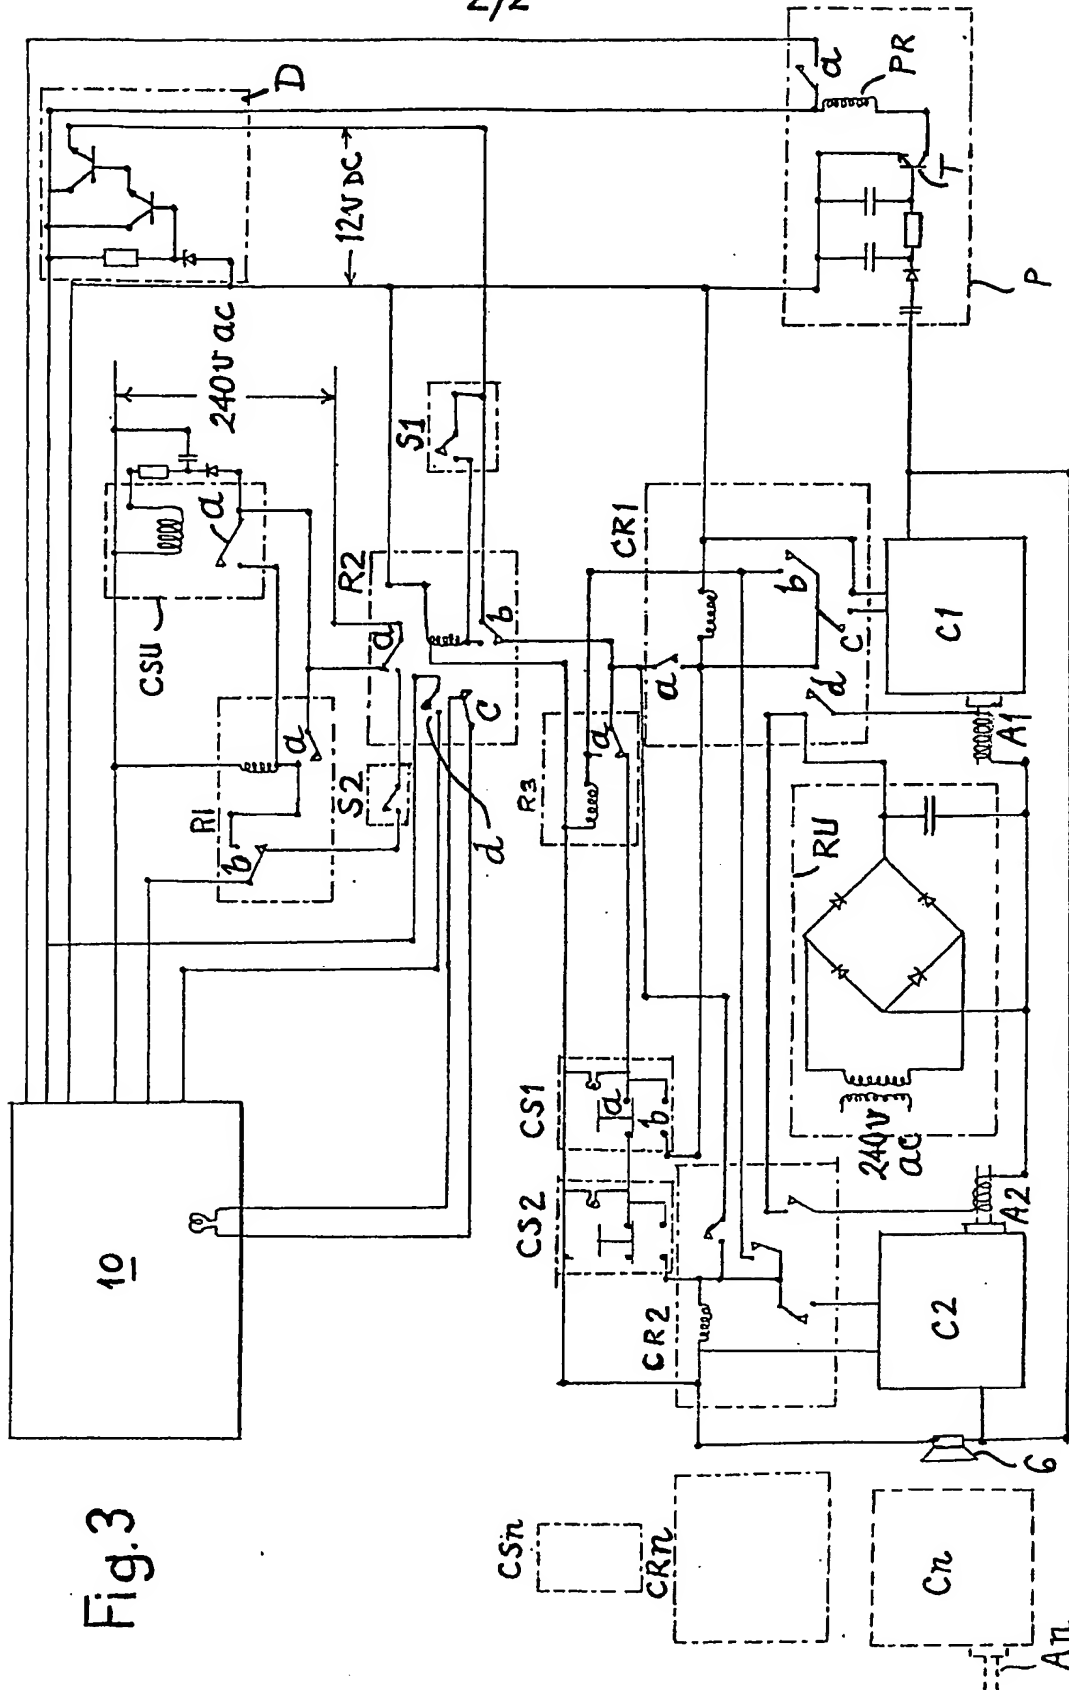 2/2
Fig.3
10
D
12V DC
240V ac
CSU
a
R1
a
b
R2
a
b
c
d
S1
S2
R3
a
CR1
a
b
c
d
CS1
a
b
CS2
CR2
CSn
CRn
C1
C2
Cn
A1
A2
An
RU
240V
ac
6
P
PR
a
T